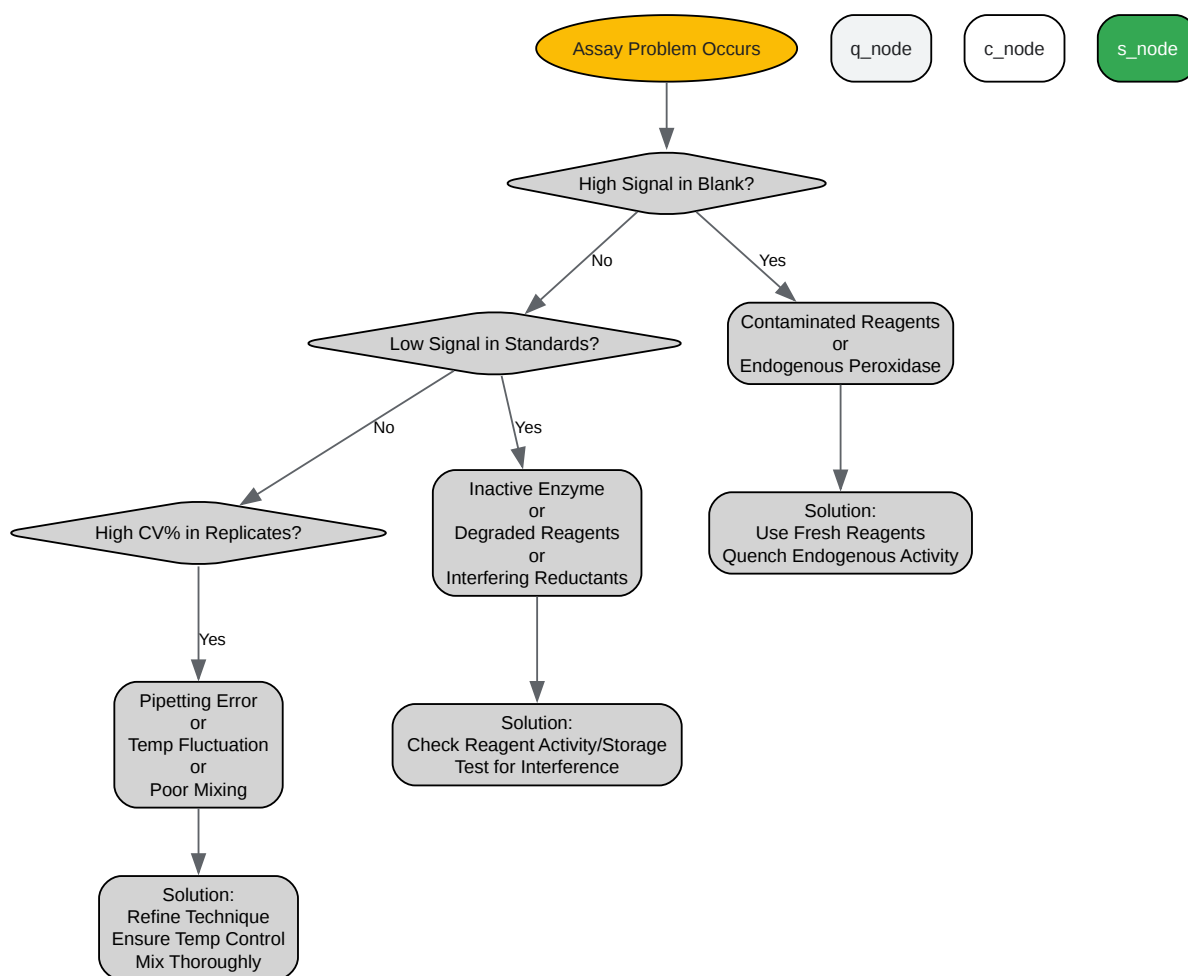 Assay Problem Occurs
q_node
c_node
s_node
High Signal in Blank?
No
Yes
Contaminated Reagents
or
Endogenous Peroxidase
Low Signal in Standards?
No
Yes
Inactive Enzyme
or
Degraded Reagents
or
Interfering Reductants
Solution:
Use Fresh Reagents
Quench Endogenous Activity
High CV% in Replicates?
Yes
Pipetting Error
or
Temp Fluctuation
or
Poor Mixing
Solution:
Check Reagent Activity/Storage
Test for Interference
Solution:
Refine Technique
Ensure Temp Control
Mix Thoroughly